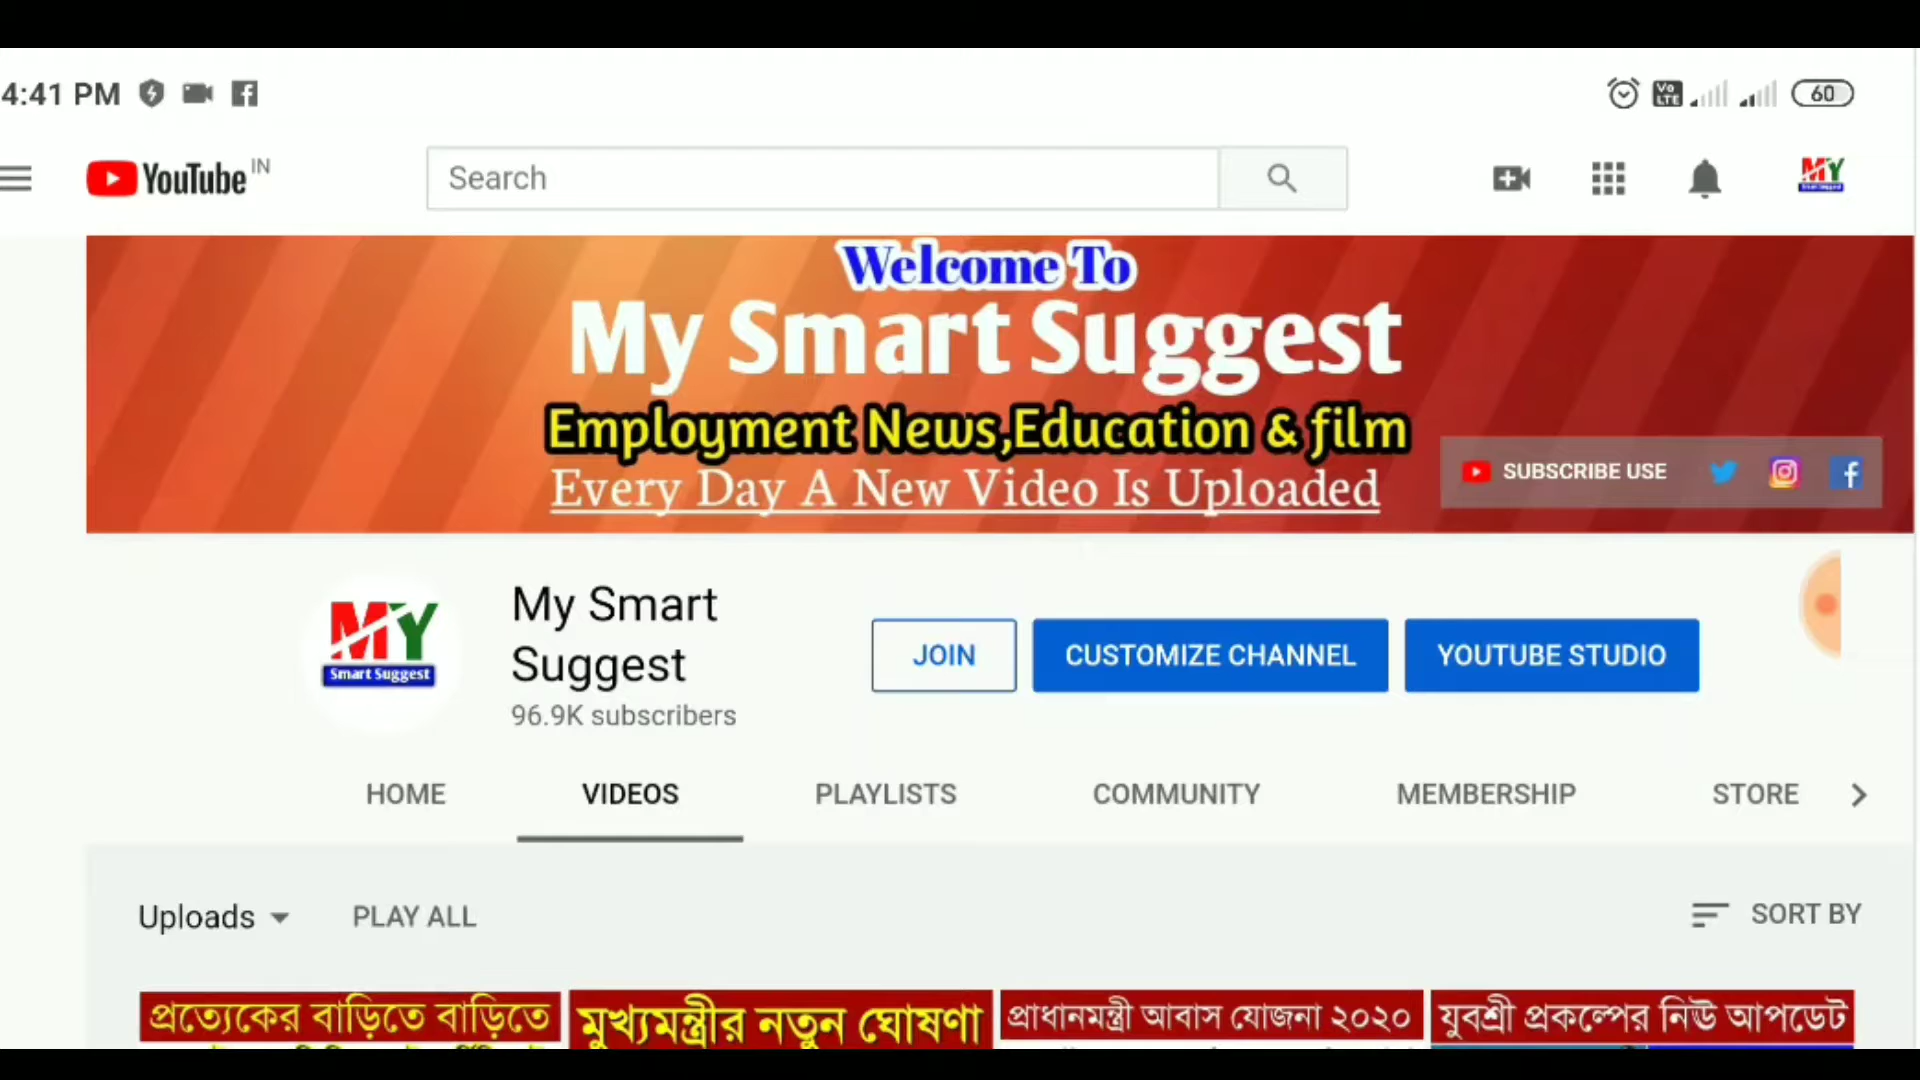 4:41 PM
Vo LTE
60
YouTube IN
Search
MY
Welcome To
My Smart Suggest
Employment News,Education & film
Every Day A New Video Is Uploaded
SUBSCRIBE USE
MY
Smart Suggest
My Smart
Suggest
96.9K subscribers
JOIN
CUSTOMIZE CHANNEL
YOUTUBE STUDIO
HOME
VIDEOS
PLAYLISTS
COMMUNITY
MEMBERSHIP
STORE
Uploads
PLAY ALL
SORT BY
প্রত্যেকের বাড়িতে বাড়িতে
মুখ্যমন্ত্রীর নতুন ঘোষণা
প্রাধানমন্ত্রী আবাস যোজনা ২০২০
যুবশ্রী প্রকল্পের নিউ আপডেট